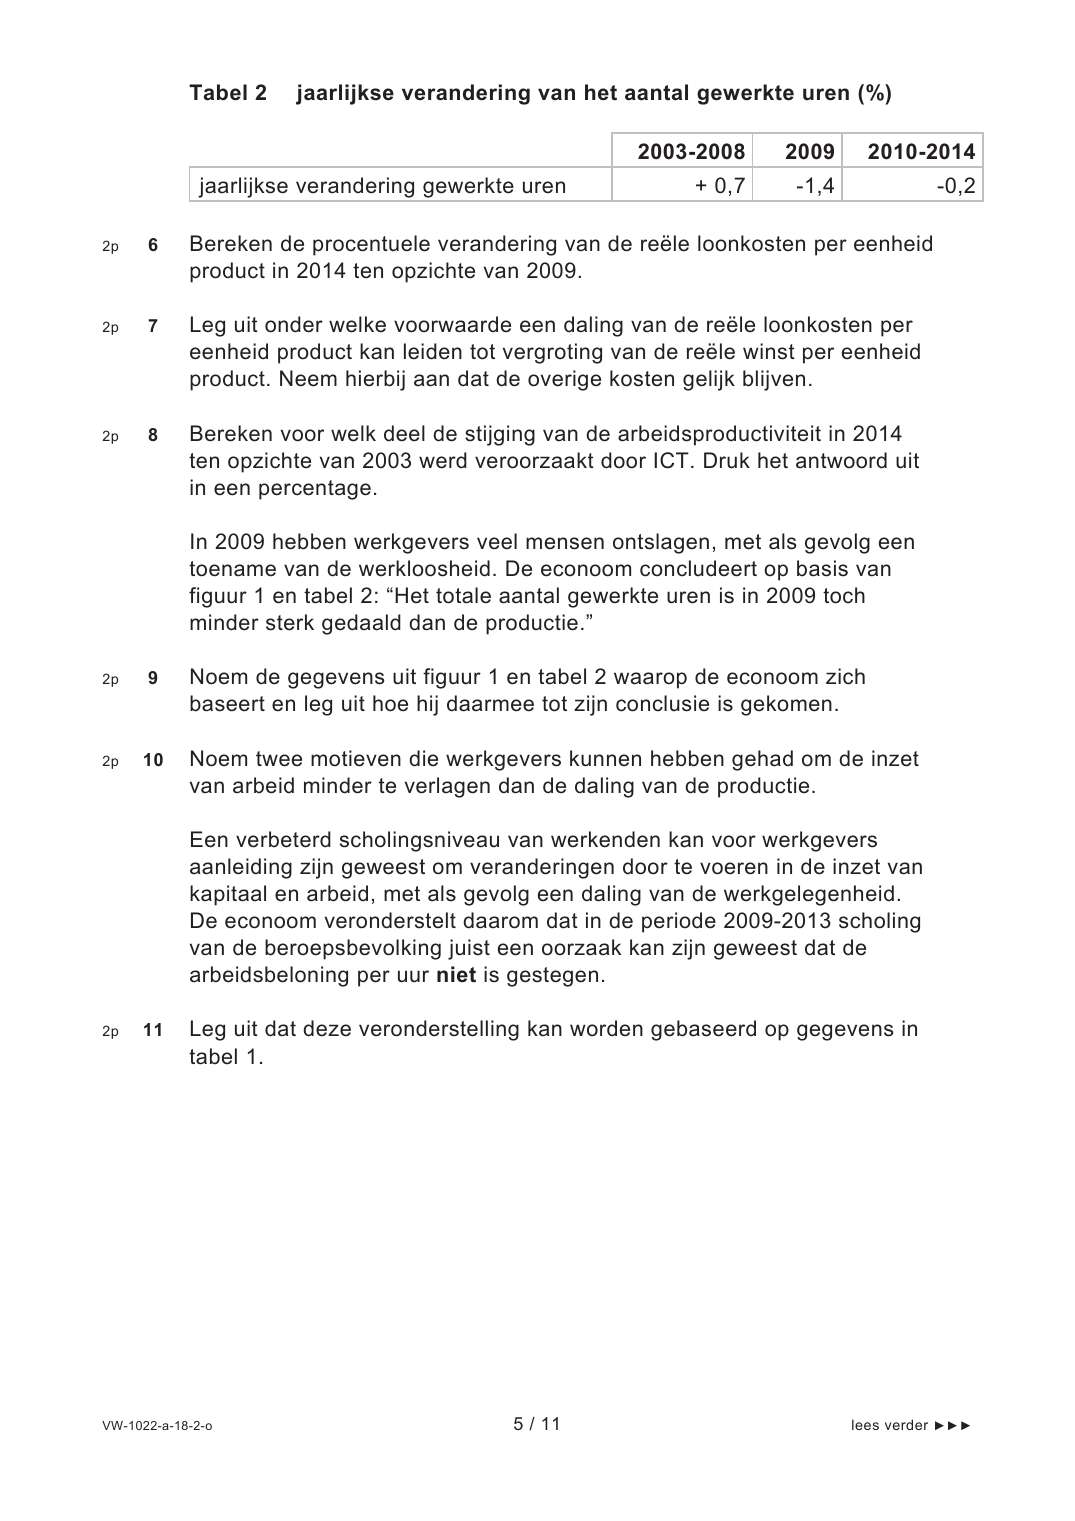 Tabel 2 jaarlijkse verandering van het aantal gewerkte uren (%)
2003-2008 2009 2010-2014
jaarlijkse verandering gewerkte uren + 0,7 -1,4 -0,2
2p 6 Bereken de procentuele verandering van de reële loonkosten per eenheid
product in 2014 ten opzichte van 2009.
2p 7 Leg uit onder welke voorwaarde een daling van de reële loonkosten per
eenheid product kan leiden tot vergroting van de reële winst per eenheid
product. Neem hierbij aan dat de overige kosten gelijk blijven.
2p 8 Bereken voor welk deel de stijging van de arbeidsproductiviteit in 2014
ten opzichte van 2003 werd veroorzaakt door ICT. Druk het antwoord uit
in een percentage.
In 2009 hebben werkgevers veel mensen ontslagen, met als gevolg een
toename van de werkloosheid. De econoom concludeert op basis van
figuur 1 en tabel 2: “Het totale aantal gewerkte uren is in 2009 toch
minder sterk gedaald dan de productie.”
2p 9 Noem de gegevens uit figuur 1 en tabel 2 waarop de econoom zich
baseert en leg uit hoe hij daarmee tot zijn conclusie is gekomen.
2p 10 Noem twee motieven die werkgevers kunnen hebben gehad om de inzet
van arbeid minder te verlagen dan de daling van de productie.
Een verbeterd scholingsniveau van werkenden kan voor werkgevers
aanleiding zijn geweest om veranderingen door te voeren in de inzet van
kapitaal en arbeid, met als gevolg een daling van de werkgelegenheid.
De econoom veronderstelt daarom dat in de periode 2009-2013 scholing
van de beroepsbevolking juist een oorzaak kan zijn geweest dat de
arbeidsbeloning per uur niet is gestegen.
2p 11 Leg uit dat deze veronderstelling kan worden gebaseerd op gegevens in
tabel 1.
VW-1022-a-18-2-o 5 / 11 lees verder ►►►